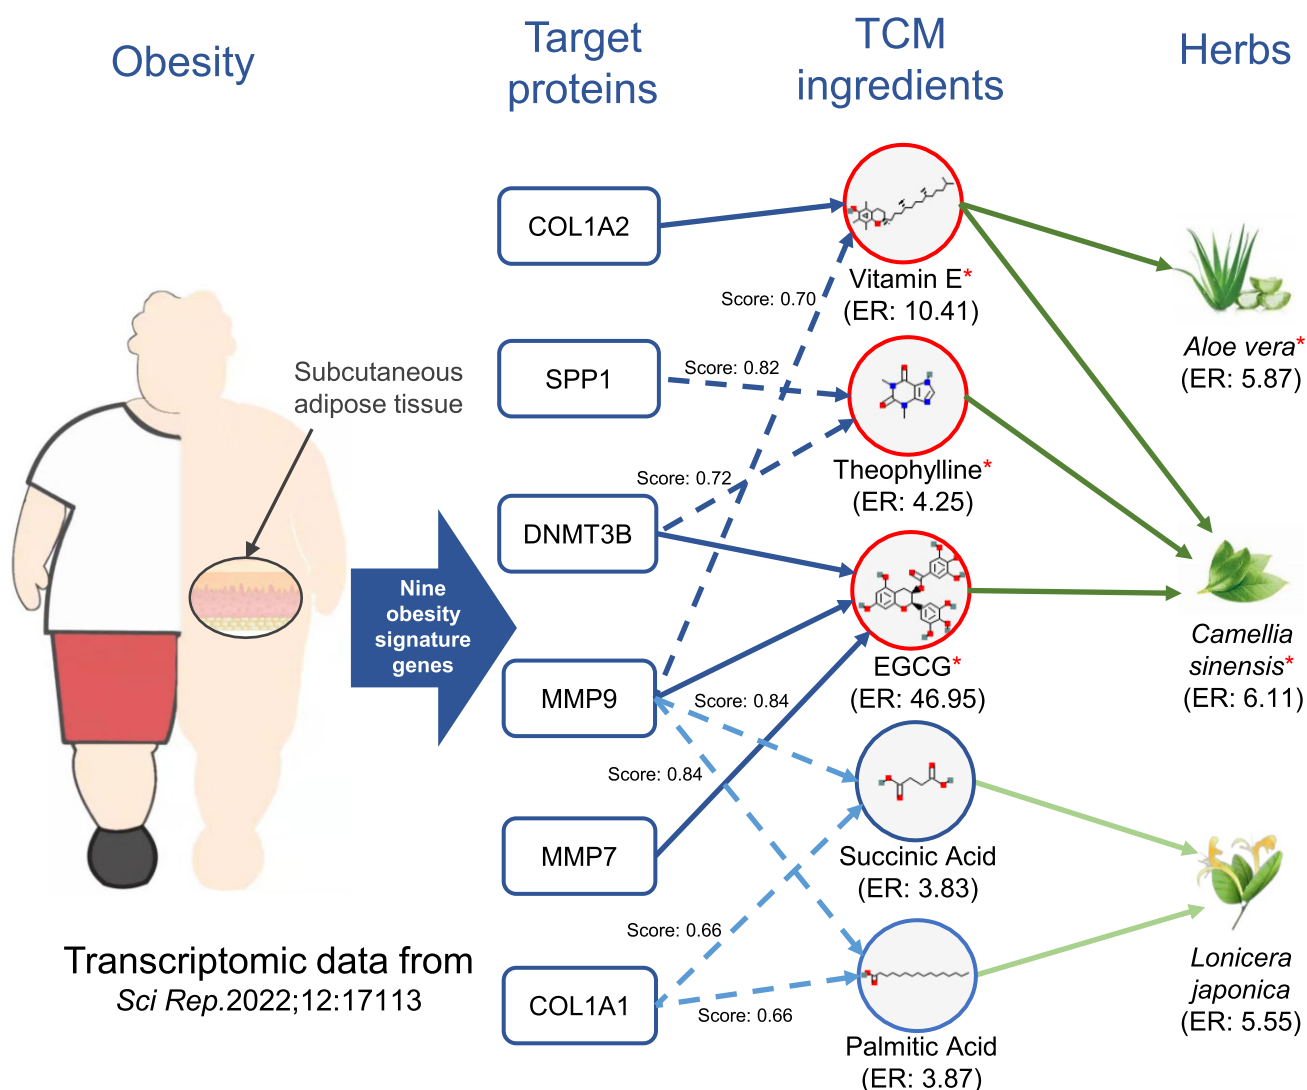 Obesity
Target
proteins
TCM
ingredients
Herbs
COL1A2
SPP1
DNMT3B
MMP9
MMP7
COL1A1
Score: 0.70
Score: 0.82
Score: 0.72
Score: 0.84
Score: 0.84
Score: 0.66
Score: 0.66
Vitamin E*
(ER: 10.41)
Theophylline*
(ER: 4.25)
EGCG*
(ER: 46.95)
Succinic Acid
(ER: 3.83)
Palmitic Acid
(ER: 3.87)
Aloe vera*
(ER: 5.87)
Camellia
sinensis*
(ER: 6.11)
Lonicera
japonica
(ER: 5.55)
Subcutaneous
adipose tissue
Nine
obesity
signature
genes
Transcriptomic data from
Sci Rep.2022;12:17113